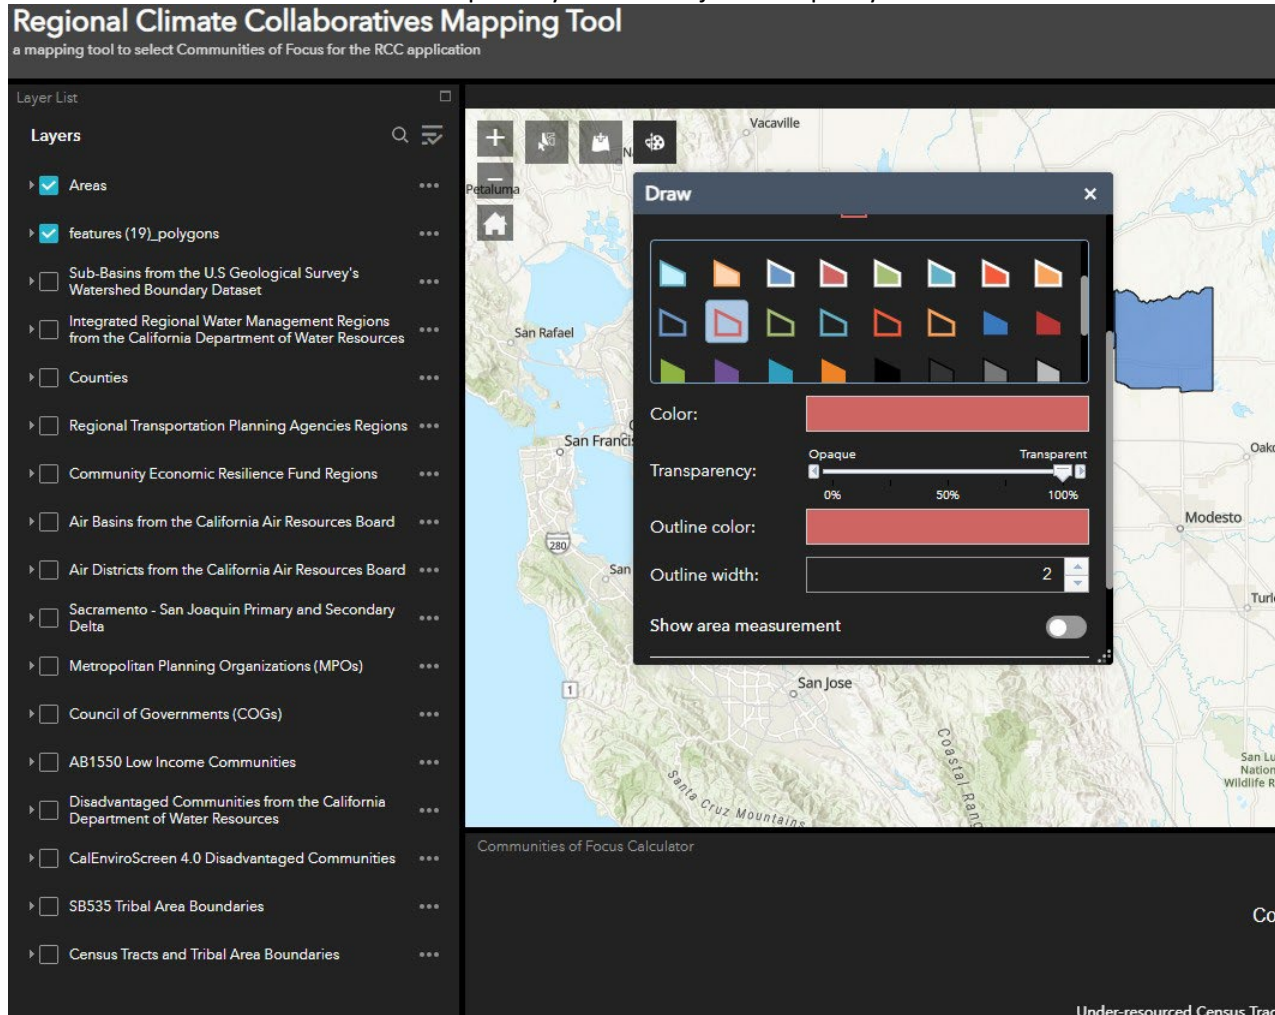 Regional Climate Collaboratives Mapping Tool
a mapping tool to select Communities of Focus for the RCC application
Layer List
Layers
Areas
features (19)_polygons
Sub-Basins from the U.S Geological Survey's
Watershed Boundary Dataset
Integrated Regional Water Management Regions
from the California Department of Water Resources
Counties
Regional Transportation Planning Agencies Regions
Community Economic Resilience Fund Regions
Air Basins from the California Air Resources Board
Air Districts from the California Air Resources Board
Sacramento - San Joaquin Primary and Secondary
Delta
Metropolitan Planning Organizations (MPOs)
Council of Governments (COGs)
AB1550 Low Income Communities
Disadvantaged Communities from the California
Department of Water Resources
CalEnviroScreen 4.0 Disadvantaged Communities
SB535 Tribal Area Boundaries
Census Tracts and Tribal Area Boundaries
Vacaville
Petaluma
San Rafael
San Francis
280
San
1
San Jose
Santa Cruz Mountains
Coastal Rang
Modesto
Oak
Turl
San Lu
Nation
Wildlife R
Draw
Color:
Transparency:
Opaque
Transparent
0%
50%
100%
Outline color:
Outline width:
2
Show area measurement
Communities of Focus Calculator
Co
Under-resourced Census Trac